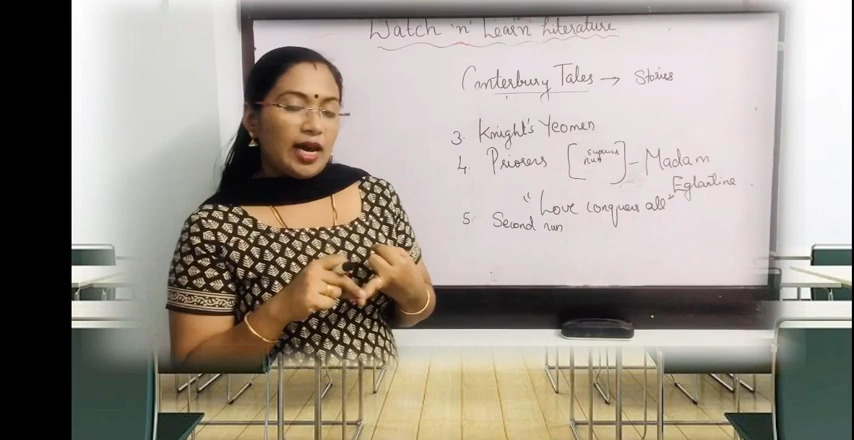 Watch 'n' Learn Literature
Canterbury Tales → Stories
3. Knight's Yeomen
4. Prioress [superior nun] - Madam Eglantine
"Love conquers all"
5. Second nun